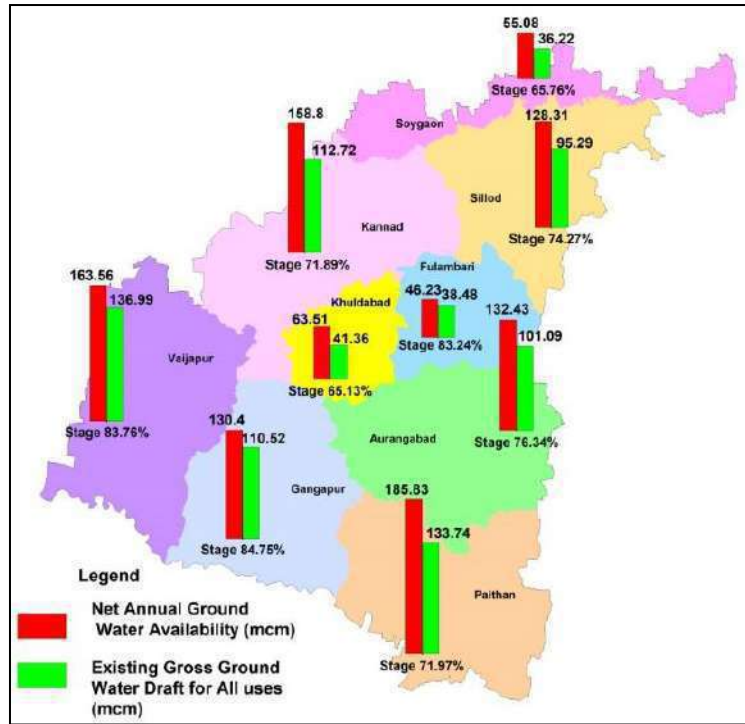 55.08
36.22
Stage 65.76%
Soygaon
128.31
95.29
Sillod
Stage 74.27%
158.8
112.72
Kannad
Stage 71.89%
Fulambari
46.23
38.48
Stage 83.24%
Khuldabad
63.51
41.36
Stage 65.13%
132.43
101.09
Stage 76.34%
Aurangabad
163.56
136.99
Vaijapur
Stage 83.76%
130.4
110.52
Gangapur
Stage 84.75%
185.83
133.74
Paithan
Stage 71.97%
Legend
Net Annual Ground
Water Availability (mcm)
Existing Gross Ground
Water Draft for All uses
(mcm)